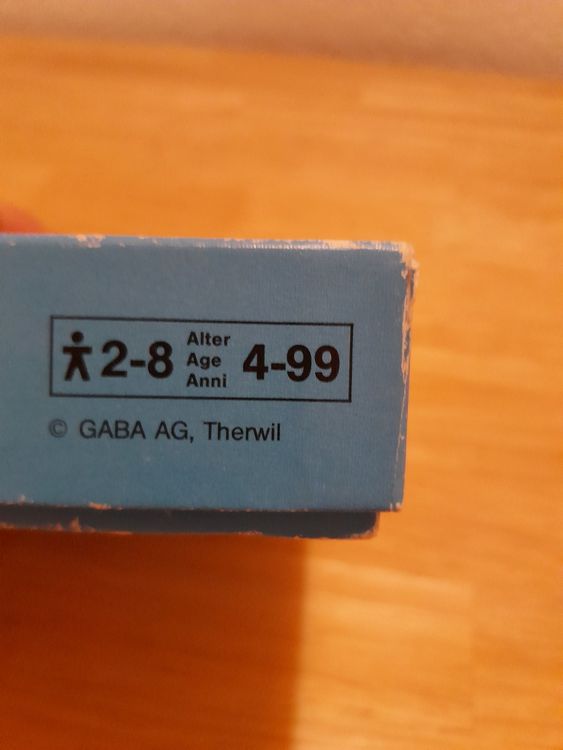 2-8 Alter Age Anni 4-99
© GABA AG, Therwil